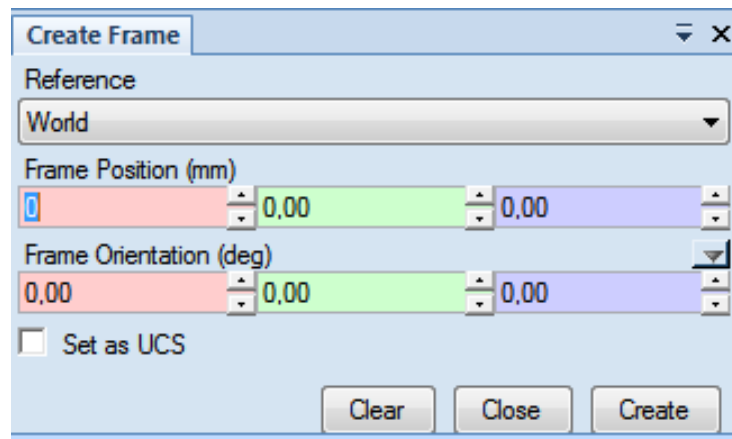 Create Frame
Reference
World
Frame Position (mm)
0 0,00 0,00
Frame Orientation (deg)
0,00 0,00 0,00
Set as UCS
Clear Close Create